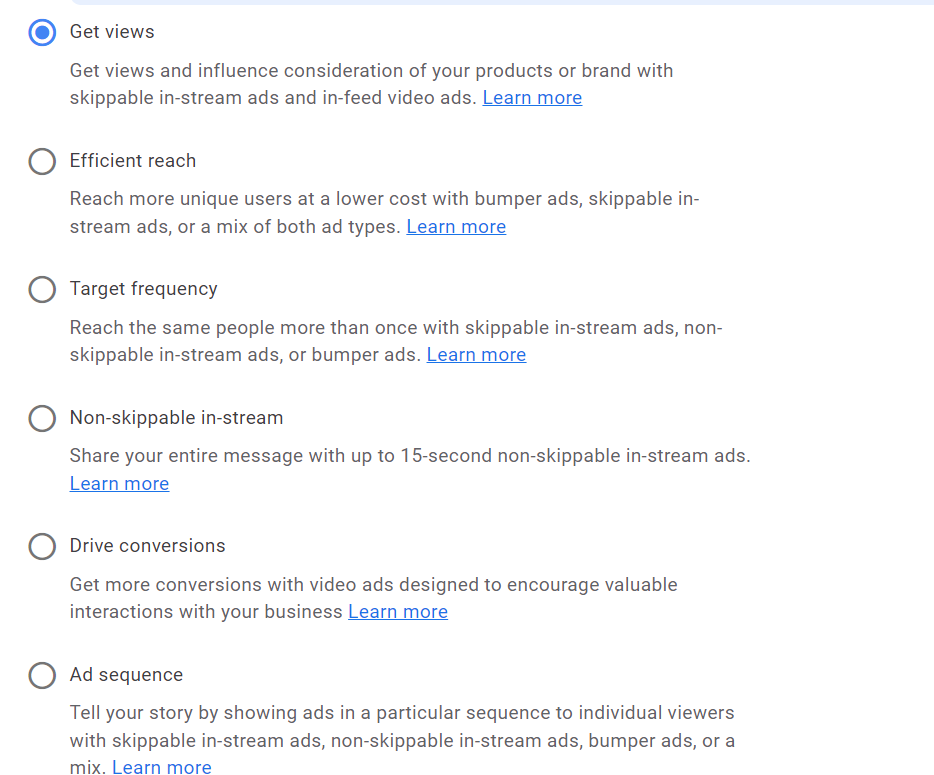 Get views
Get views and influence consideration of your products or brand with
skippable in-stream ads and in-feed video ads. Learn more
Efficient reach
Reach more unique users at a lower cost with bumper ads, skippable in-
stream ads, or a mix of both ad types. Learn more
Target frequency
Reach the same people more than once with skippable in-stream ads, non-
skippable in-stream ads, or bumper ads. Learn more
Non-skippable in-stream
Share your entire message with up to 15-second non-skippable in-stream ads.
Learn more
Drive conversions
Get more conversions with video ads designed to encourage valuable
interactions with your business Learn more
Ad sequence
Tell your story by showing ads in a particular sequence to individual viewers
with skippable in-stream ads, non-skippable in-stream ads, bumper ads, or a
mix. Learn more